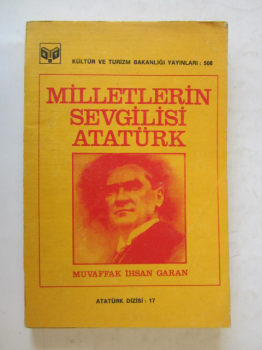 KÜLTÜR VE TURİZM BAKANLIĞI YAYINLARI: 508
MİLLETLERİN
SEVGİLİSİ
ATATÜRK
MUVAFFAK İHSAN GARAN
ATATÜRK DİZİSİ: 17